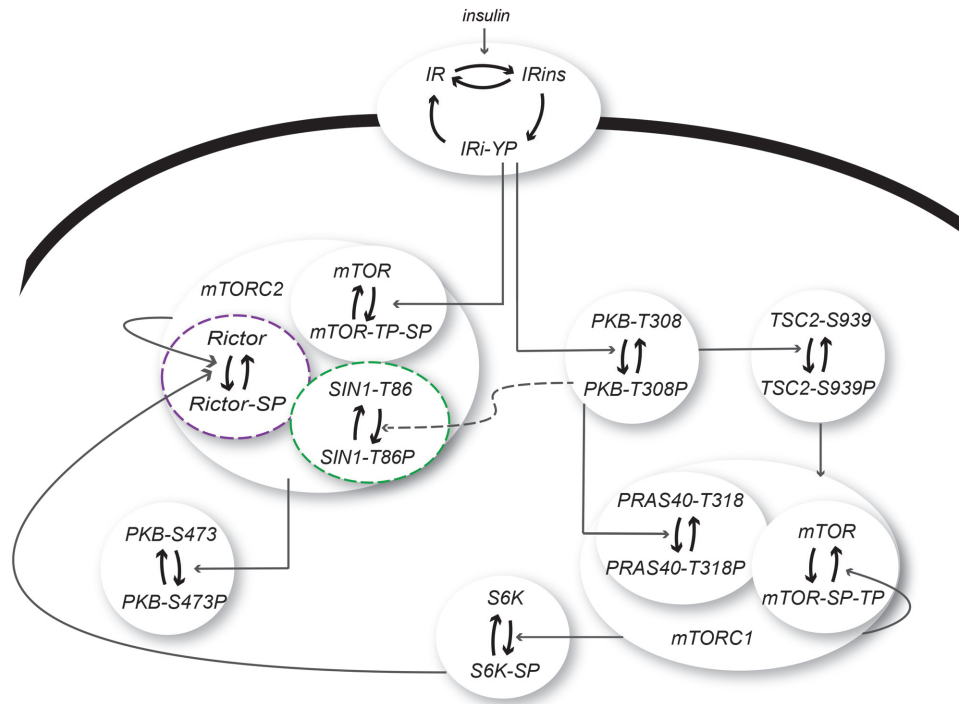 insulin
IR
IRins
IRi-YP
mTORC2
mTOR
mTOR-TP-SP
Rictor
Rictor-SP
SIN1-T86
SIN1-T86P
PKB-T308
PKB-T308P
TSC2-S939
TSC2-S939P
PKB-S473
PKB-S473P
PRAS40-T318
PRAS40-T318P
mTOR
mTOR-SP-TP
mTORC1
S6K
S6K-SP